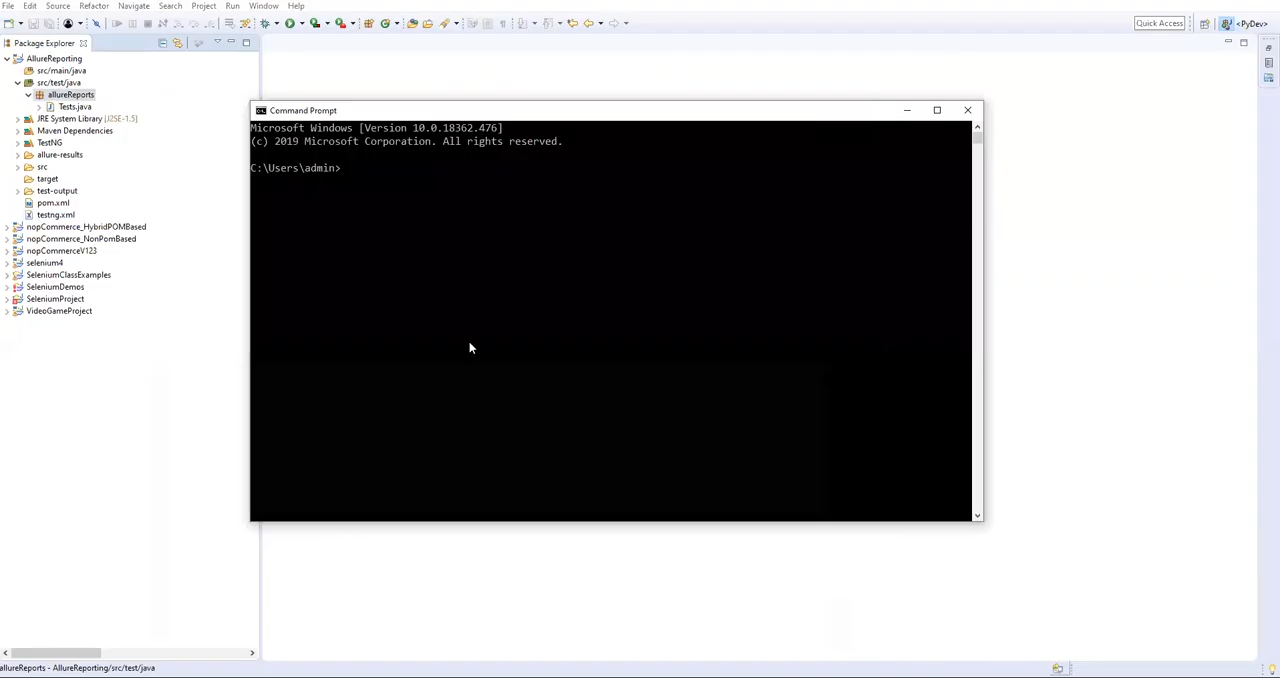 File Edit Source Refactor Navigate Search Project Run Window Help
Quick Access
<PyDev>
Package Explorer
AllureReporting
src/main/java
src/test/java
allureReports
Tests.java
JRE System Library [J2SE-1.5]
Maven Dependencies
TestNG
allure-results
src
target
test-output
pom.xml
testng.xml
nopCommerce_HybridPOMBased
nopCommerce_NonPomBased
nopCommerceV123
selenium4
SeleniumClassExamples
SeleniumDemos
SeleniumProject
VideoGameProject
Command Prompt
Microsoft Windows [Version 10.0.18362.476]
(c) 2019 Microsoft Corporation. All rights reserved.
C:\Users\admin>
allureReports - AllureReporting/src/test/java